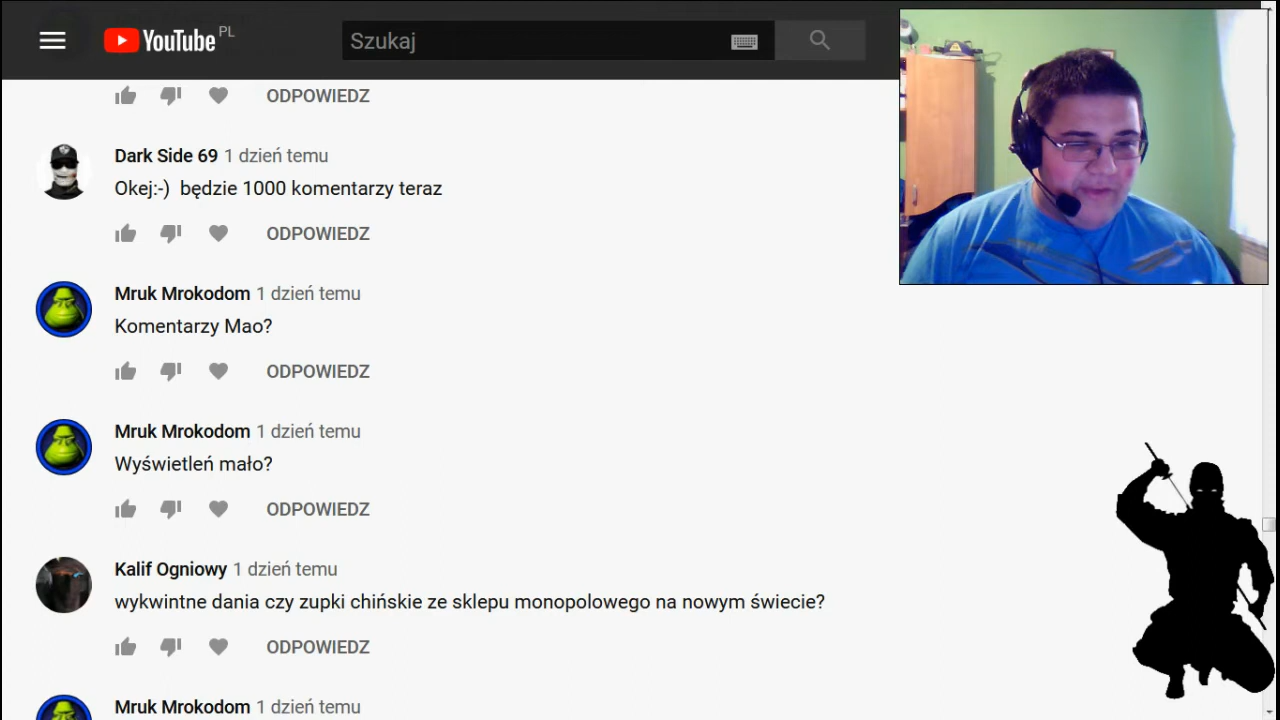 YouTube PL
Szukaj
ODPOWIEDZ
Dark Side 69 1 dzień temu
Okej:-) będzie 1000 komentarzy teraz
ODPOWIEDZ
Mruk Mrokodom 1 dzień temu
Komentarzy Mao?
ODPOWIEDZ
Mruk Mrokodom 1 dzień temu
Wyświetleń mało?
ODPOWIEDZ
Kalif Ogniowy 1 dzień temu
wykwintne dania czy zupki chińskie ze sklepu monopolowego na nowym świecie?
ODPOWIEDZ
Mruk Mrokodom 1 dzień temu